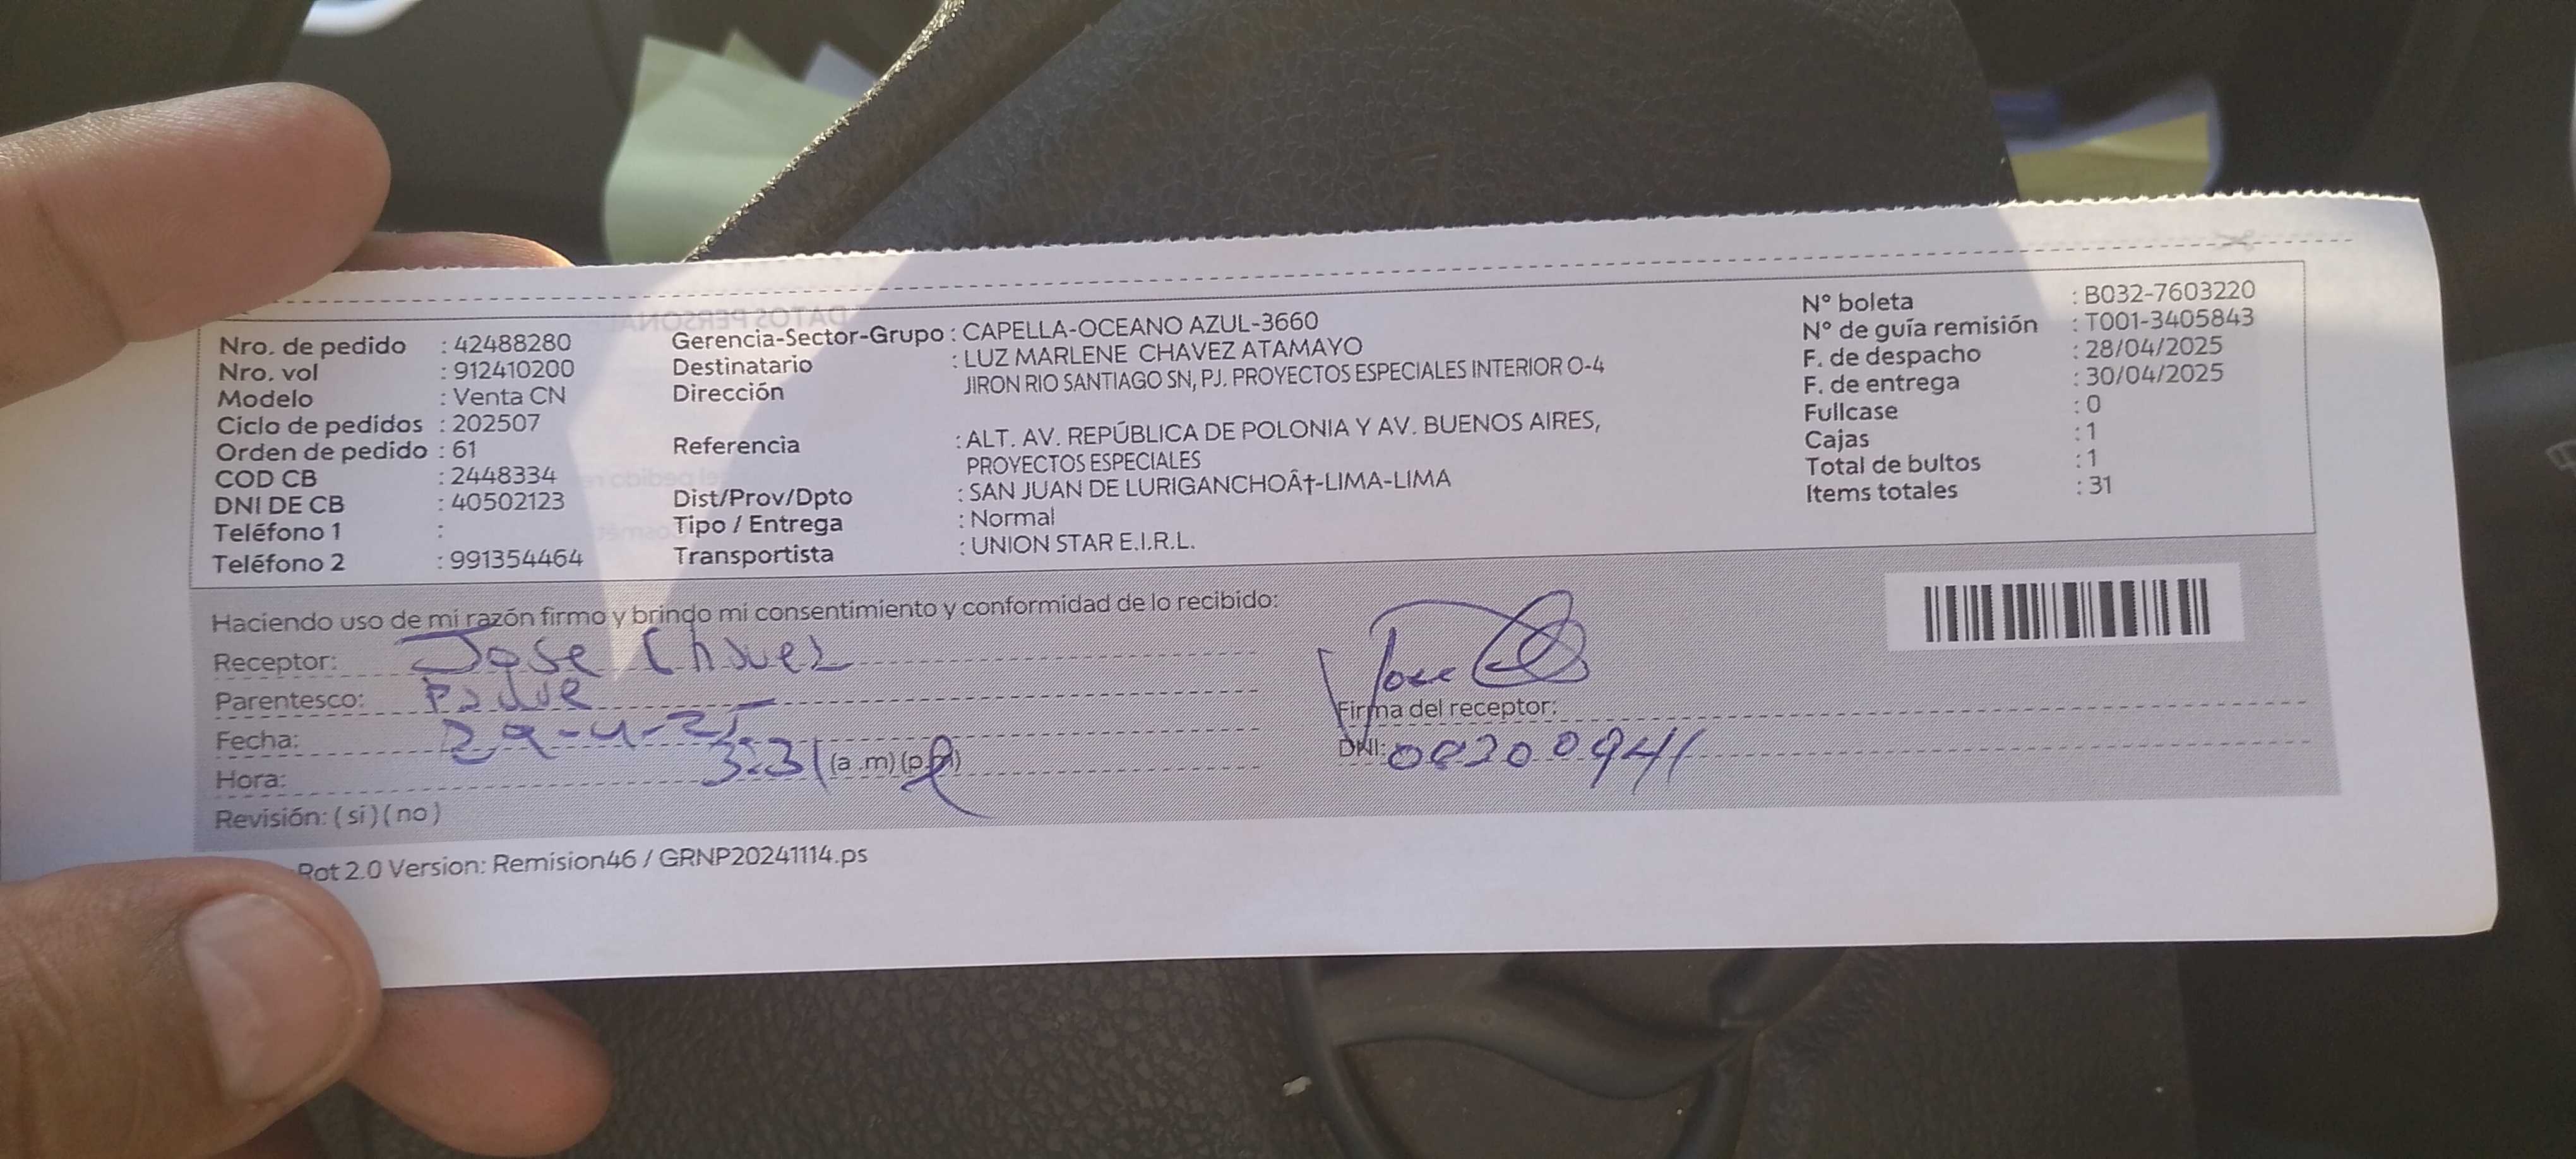 Nro. de pedido : 42488280
Nro. vol : 912410200
Modelo : Venta CN
Ciclo de pedidos : 202507
Orden de pedido : 61
COD CB : 2448334
DNI DE CB : 40502123
Teléfono 1 :
Teléfono 2 : 991354464
Gerencia-Sector-Grupo : CAPELLA-OCEANO AZUL-3660
Destinatario : LUZ MARLENE CHAVEZ ATAMAYO
Dirección JIRON RIO SANTIAGO SN, PJ. PROYECTOS ESPECIALES INTERIOR O-4
Referencia : ALT. AV. REPÚBLICA DE POLONIA Y AV. BUENOS AIRES,
PROYECTOS ESPECIALES
Dist/Prov/Dpto : SAN JUAN DE LURIGANCHOÂ†-LIMA-LIMA
Tipo / Entrega : Normal
Transportista : UNION STAR E.I.R.L.
N° boleta : B032-7603220
N° de guía remisión : T001-3405843
F. de despacho : 28/04/2025
F. de entrega : 30/04/2025
Fullcase : 0
Cajas : 1
Total de bultos : 1
Items totales : 31
Haciendo uso de mi razón firmo y brindo mi consentimiento y conformidad de lo recibido:
Receptor: Jose Chavez
Parentesco: Padre
Fecha: 29-4-25
Hora: 3:31 (a.m) (p.m)
Revisión: (si) (no)
Jose
Firma del receptor:
DNI: 08200941
Rot 2.0 Version: Remision46 / GRNP20241114.ps